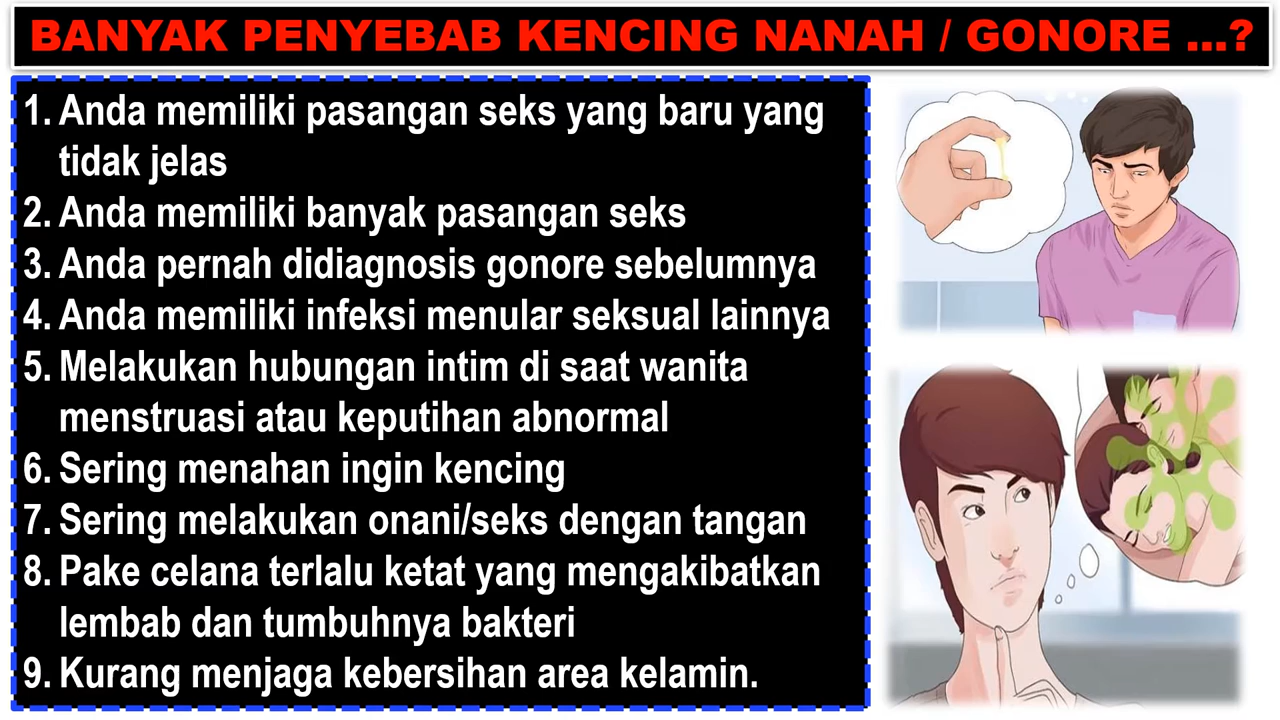 BANYAK PENYEBAB KENCING NANAH / GONORE ...?
1. Anda memiliki pasangan seks yang baru yang
tidak jelas
2. Anda memiliki banyak pasangan seks
3. Anda pernah didiagnosis gonore sebelumnya
4. Anda memiliki infeksi menular seksual lainnya
5. Melakukan hubungan intim di saat wanita
menstruasi atau keputihan abnormal
6. Sering menahan ingin kencing
7. Sering melakukan onani/seks dengan tangan
8. Pake celana terlalu ketat yang mengakibatkan
lembab dan tumbuhnya bakteri
9. Kurang menjaga kebersihan area kelamin.